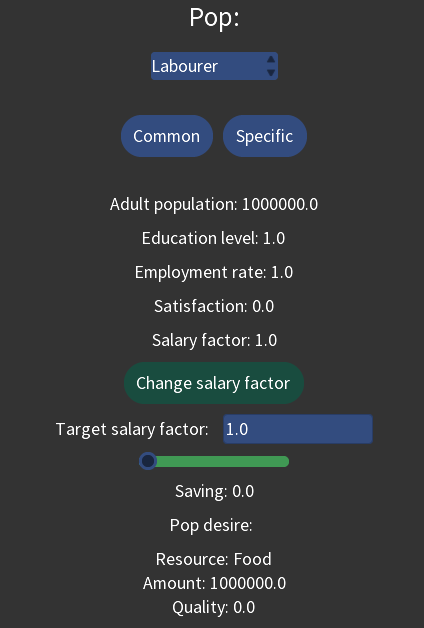 Pop:
Labourer
Common Specific
Adult population: 1000000.0
Education level: 1.0
Employment rate: 1.0
Satisfaction: 0.0
Salary factor: 1.0
Change salary factor
Target salary factor: 1.0
Saving: 0.0
Pop desire:
Resource: Food
Amount: 1000000.0
Quality: 0.0